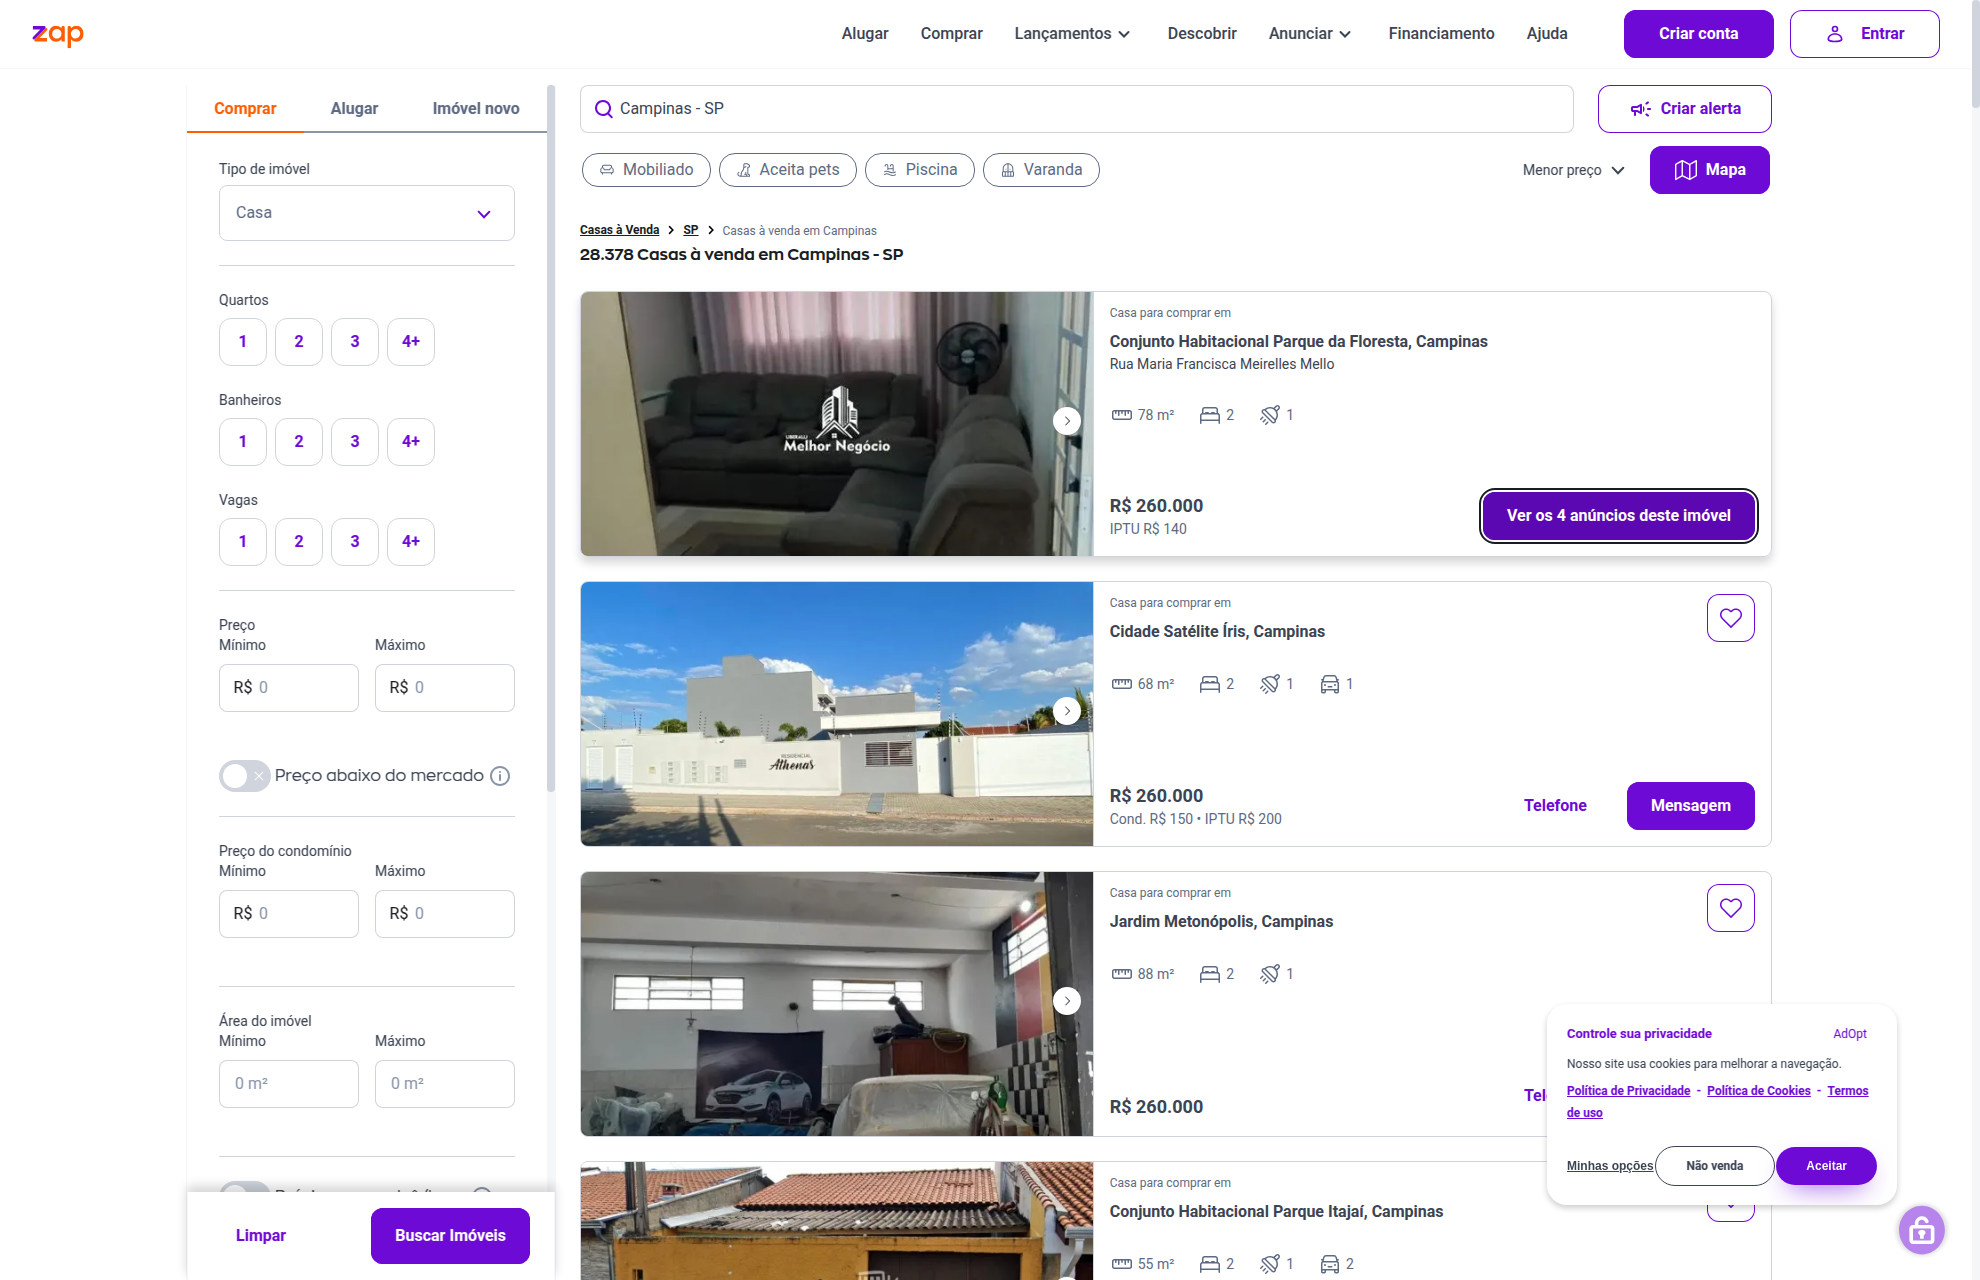 zap
Alugar
Comprar
Lançamentos
Descobrir
Anunciar
Financiamento
Ajuda
Criar conta
Entrar
Comprar
Alugar
Imóvel novo
Tipo de imóvel
Casa
Quartos
1 2 3 4+
Banheiros
1 2 3 4+
Vagas
1 2 3 4+
Preço
Mínimo Máximo
R$ 0 R$ 0
Preço abaixo do mercado
Preço do condomínio
Mínimo Máximo
R$ 0 R$ 0
Área do imóvel
Mínimo Máximo
0 m² 0 m²
Limpar
Buscar Imóveis
Campinas - SP
Criar alerta
Mobiliado
Aceita pets
Piscina
Varanda
Menor preço
Mapa
Casas à Venda > SP > Casas à venda em Campinas
28.378 Casas à venda em Campinas - SP
Melhor Negócio
Casa para comprar em
Conjunto Habitacional Parque da Floresta, Campinas
Rua Maria Francisca Meirelles Mello
78 m² 2 1
R$ 260.000
IPTU R$ 140
Ver os 4 anúncios deste imóvel
RESIDENCIAL
Athenas
Casa para comprar em
Cidade Satélite Íris, Campinas
68 m² 2 1 1
R$ 260.000
Cond. R$ 150 • IPTU R$ 200
Telefone
Mensagem
Casa para comprar em
Jardim Metonópolis, Campinas
88 m² 2 1
R$ 260.000
Casa para comprar em
Conjunto Habitacional Parque Itajaí, Campinas
55 m² 2 1 2
Controle sua privacidade
AdOpt
Nosso site usa cookies para melhorar a navegação.
Política de Privacidade - Política de Cookies - Termos
de uso
Minhas opções
Não venda
Aceitar